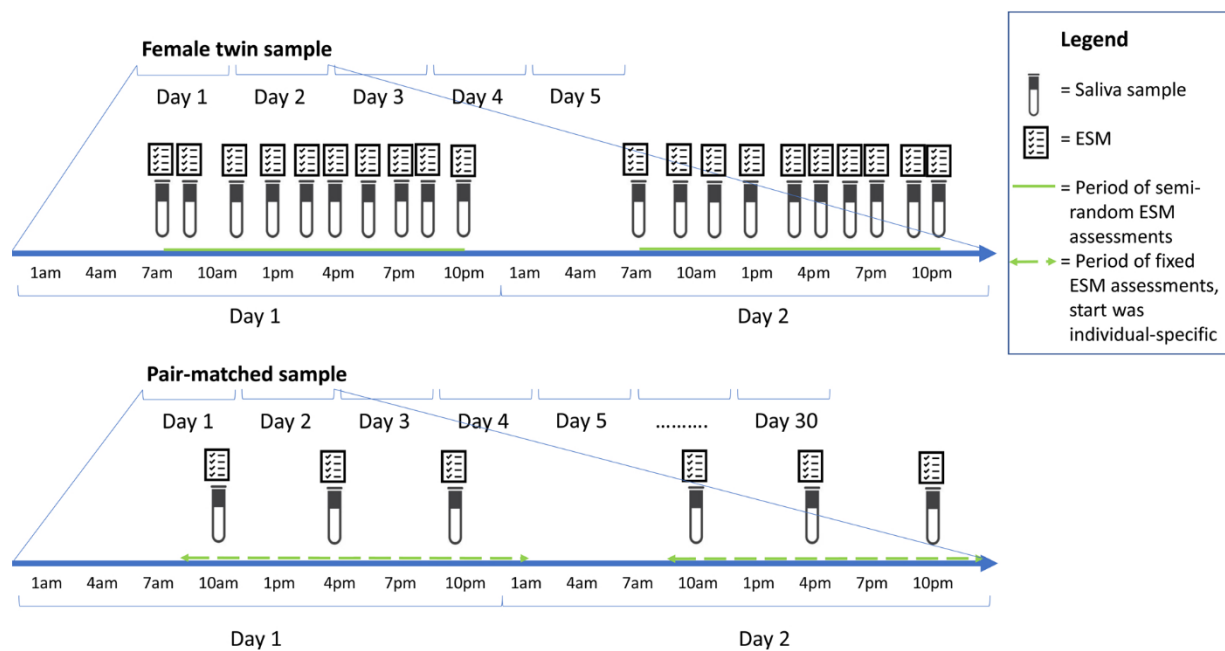 Female twin sample
Day 1 Day 2 Day 3 Day 4 Day 5
1am 4am 7am 10am 1pm 4pm 7pm 10pm 1am 4am 7am 10am 1pm 4pm 7pm 10pm
Day 1 Day 2
Pair-matched sample
Day 1 Day 2 Day 3 Day 4 Day 5 ………. Day 30
1am 4am 7am 10am 1pm 4pm 7pm 10pm 1am 4am 7am 10am 1pm 4pm 7pm 10pm
Day 1 Day 2
Legend
= Saliva sample
= ESM
= Period of semi-
random ESM
assessments
= Period of fixed
ESM assessments,
start was
individual-specific